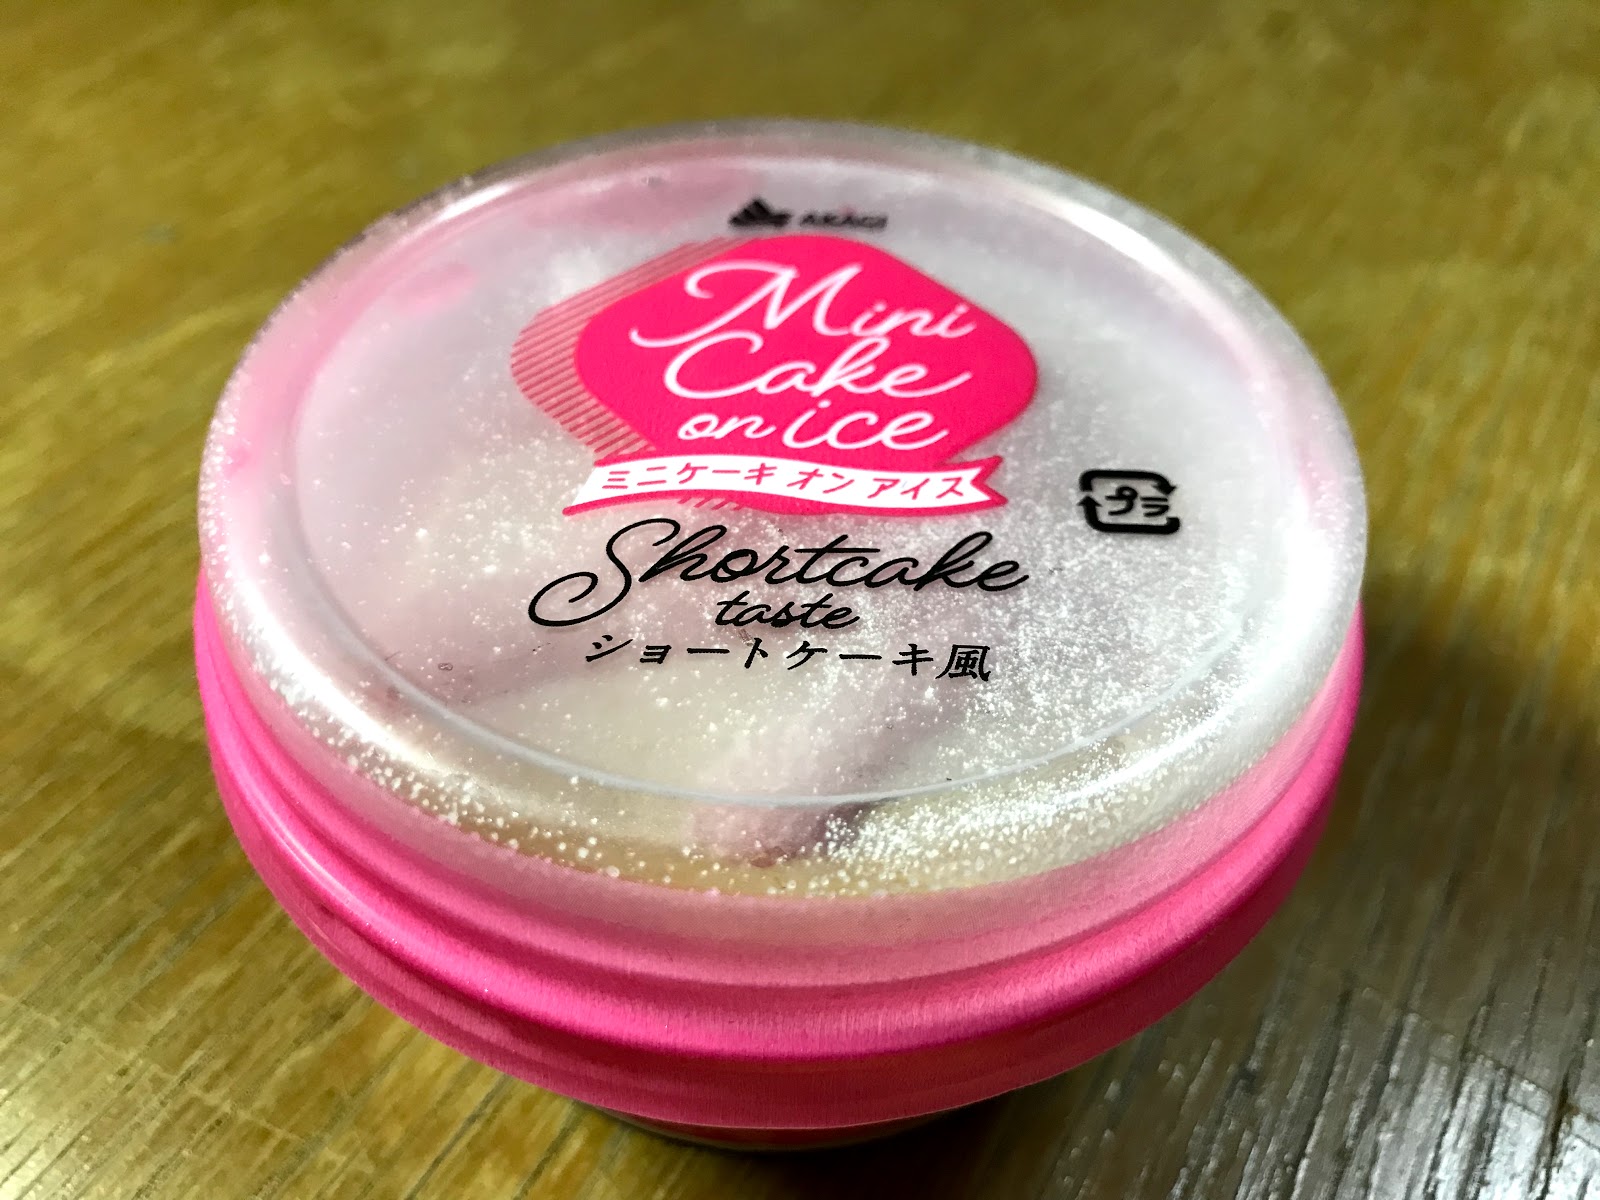 AKAGI
Mini
Cake
on ice
ミニケーキ オン アイス
プラ
Shortcake
taste
ショートケーキ風